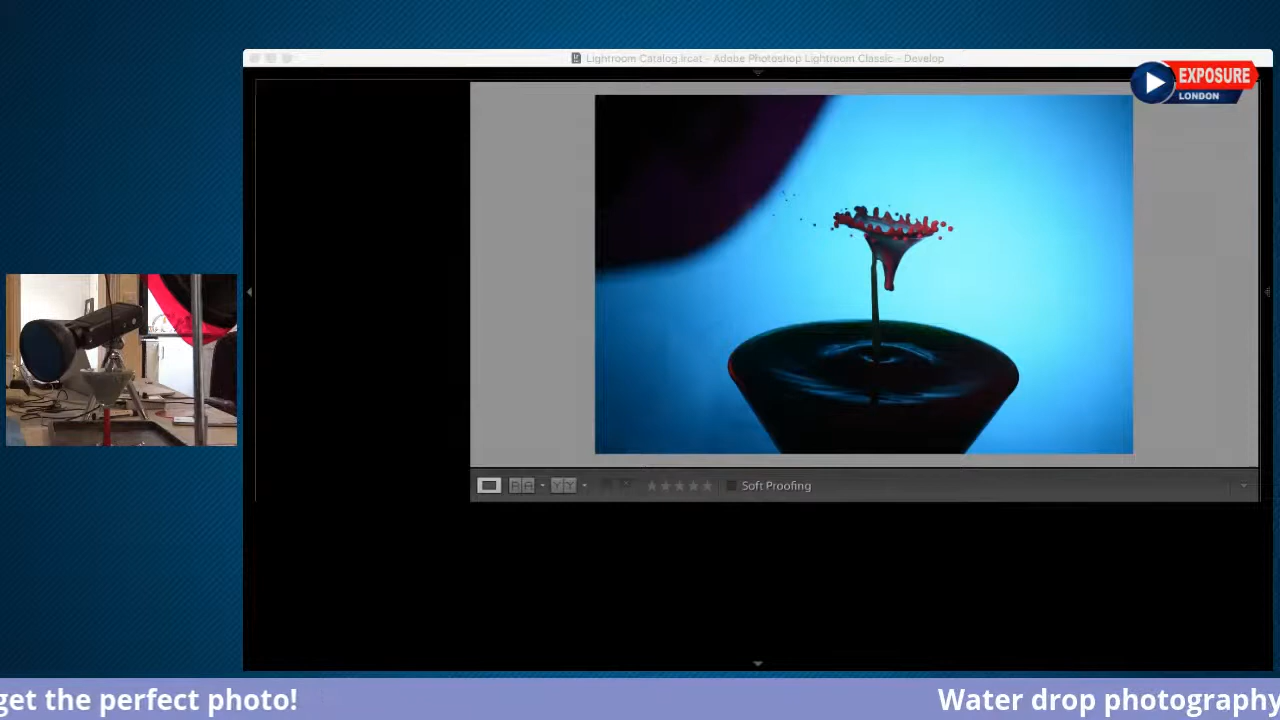 Lightroom Catalog.lrcat - Adobe Photoshop Lightroom Classic - Develop
EXPOSURE
LONDON
Soft Proofing
get the perfect photo!
Water drop photography